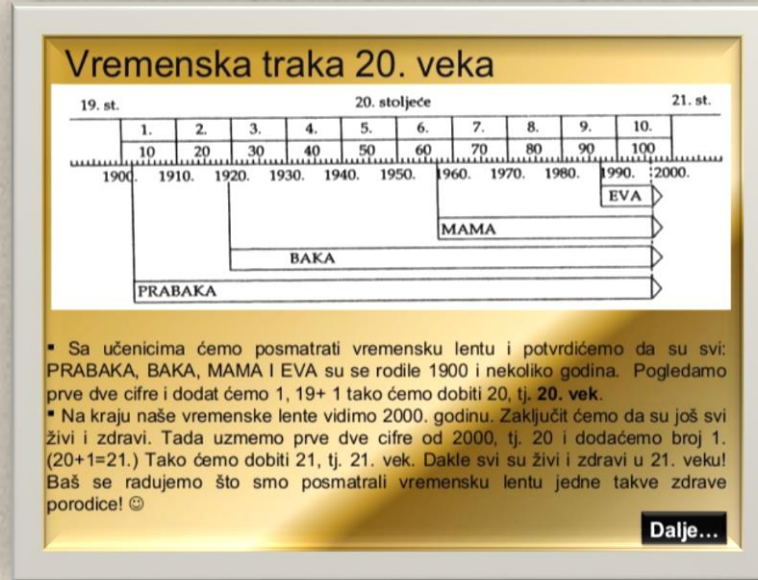 Vremenska traka 20. veka
19. st. 20. stoljeće 21. st.
1. 2. 3. 4. 5. 6. 7. 8. 9. 10.
10 20 30 40 50 60 70 80 90 100
1900. 1910. 1920. 1930. 1940. 1950. 1960. 1970. 1980. 1990. 2000.
EVA
MAMA
BAKA
PRABAKA
▪ Sa učenicima ćemo posmatrati vremensku lentu i potvrdićemo da su svi:
PRABAKA, BAKA, MAMA I EVA su se rodile 1900 i nekoliko godina. Pogledamo
prve dve cifre i dodat ćemo 1, 19+ 1 tako ćemo dobiti 20, tj. 20. vek.
▪ Na kraju naše vremenske lente vidimo 2000. godinu. Zaključit ćemo da su još svi
živi i zdravi. Tada uzmemo prve dve cifre od 2000, tj. 20 i dodaćemo broj 1.
(20+1=21.) Tako ćemo dobiti 21, tj. 21. vek. Dakle svi su živi i zdravi u 21. veku!
Baš se radujemo što smo posmatrali vremensku lentu jedne takve zdrave
porodice! ☺
Dalje...